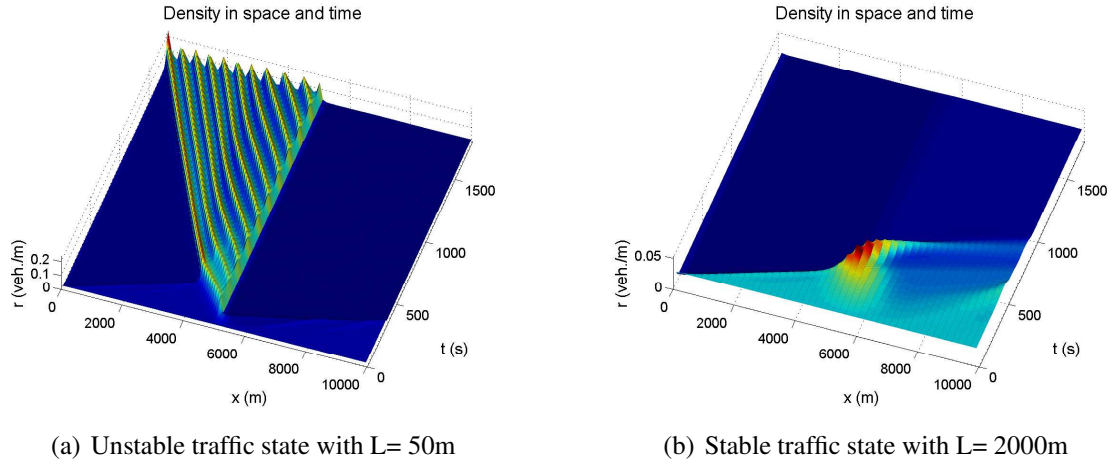 Density in space and time
r (veh./m)
0.2
0.1
0
0
2000
4000
6000
8000
10000
x (m)
0
500
1000
1500
t (s)
(a) Unstable traffic state with L= 50m
Density in space and time
r (veh./m)
0.05
0
0
2000
4000
6000
8000
10000
x (m)
0
500
1000
1500
t (s)
(b) Stable traffic state with L= 2000m